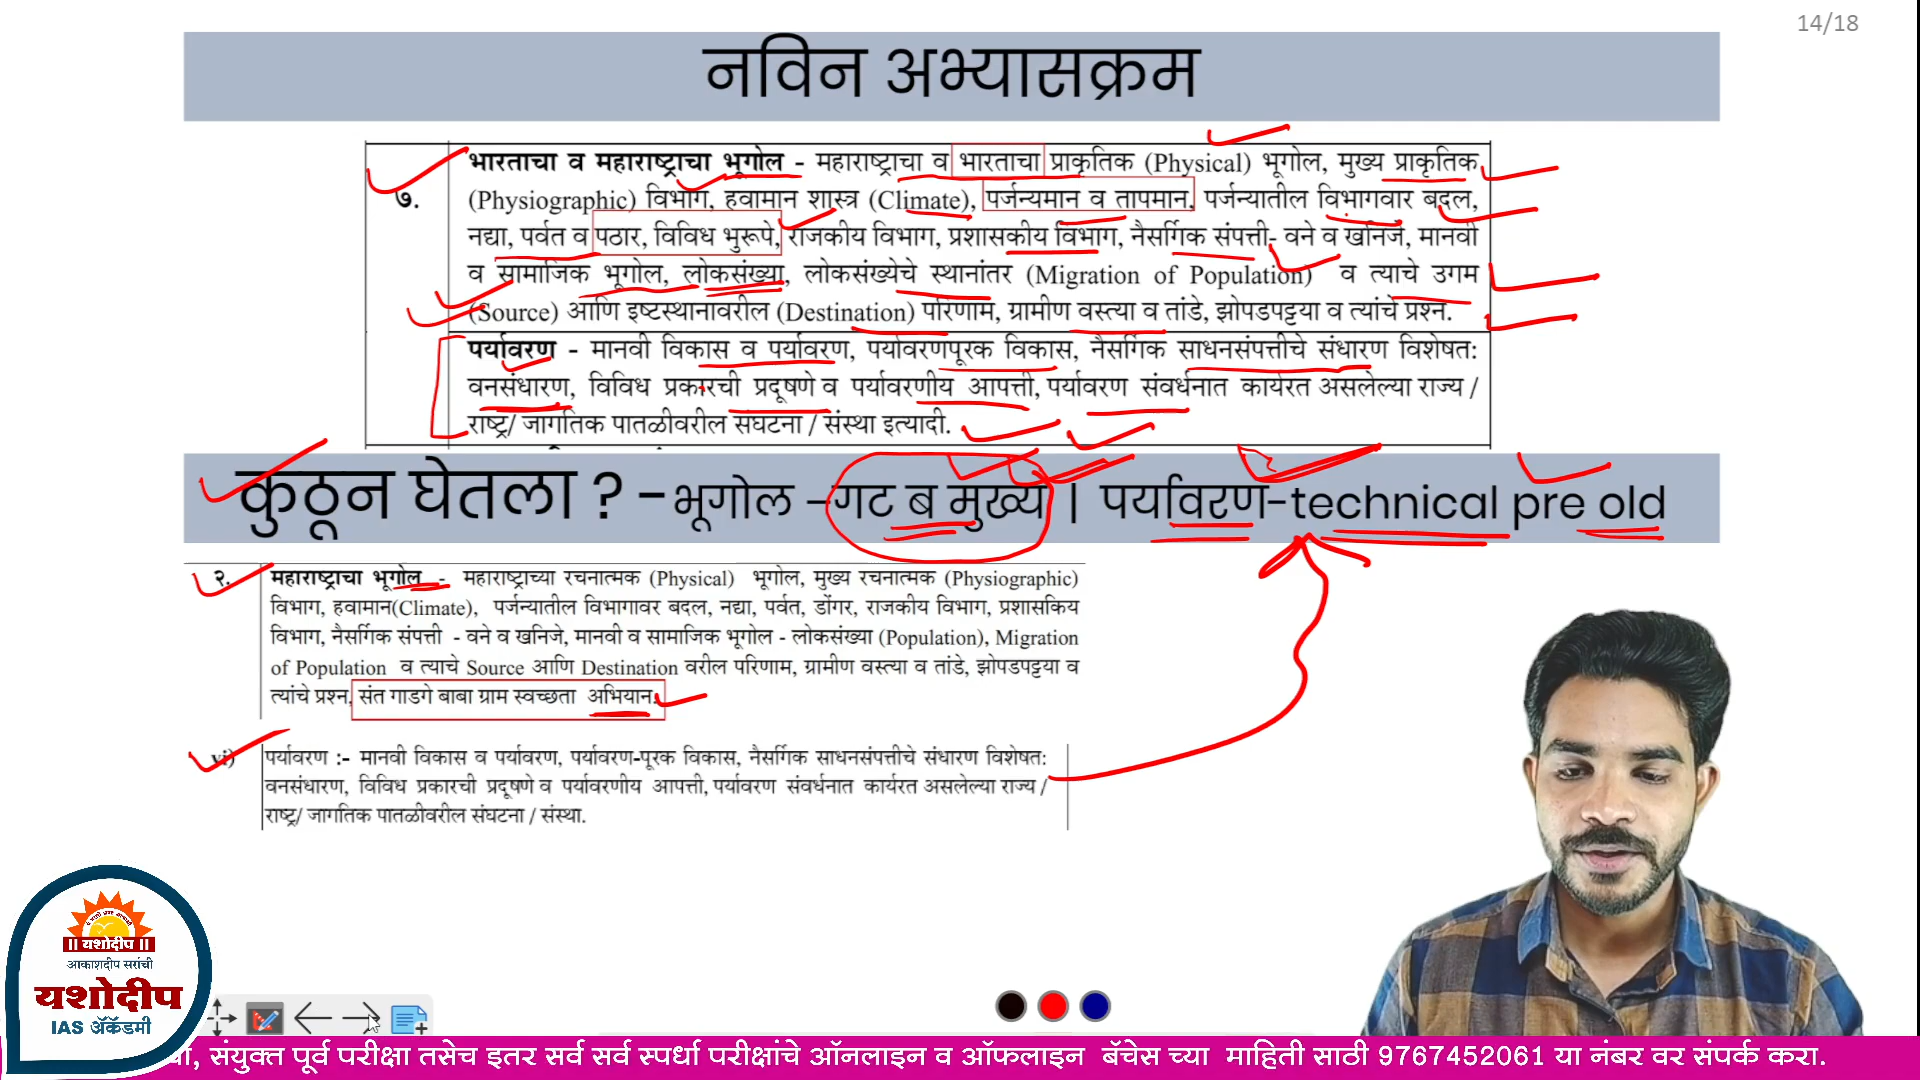 14/18
नविन अभ्यासक्रम
भारताचा व महाराष्ट्राचा भूगोल - महाराष्ट्राचा व भारताचा प्राकृतिक (Physical) भूगोल, मुख्य प्राकृतिक
७. (Physiographic) विभाग, हवामान शास्त्र (Climate), पर्जन्यमान व तापमान, पर्जन्यातील विभागवार बदल,
नद्या, पर्वत व पठार, विविध भुरूपे, राजकीय विभाग, प्रशासकीय विभाग, नैसर्गिक संपत्ती- वने व खनिजे, मानवी
व सामाजिक भूगोल, लोकसंख्या, लोकसंख्येचे स्थानांतर (Migration of Population) व त्याचे उगम
(Source) आणि इष्टस्थानावरील (Destination) परिणाम, ग्रामीण वस्त्या व तांडे, झोपडपट्टया व त्यांचे प्रश्न.
पर्यावरण - मानवी विकास व पर्यावरण, पर्यावरणपूरक विकास, नैसर्गिक साधनसंपत्तीचे संधारण विशेषत:
वनसंधारण, विविध प्रकारची प्रदूषणे व पर्यावरणीय आपत्ती, पर्यावरण संवर्धनात कार्यरत असलेल्या राज्य /
राष्ट्र/ जागतिक पातळीवरील संघटना / संस्था इत्यादी.
कुठून घेतला ? -भूगोल -गट ब मुख्य | पर्यावरण-technical pre old
२. महाराष्ट्राचा भूगोल - महाराष्ट्राच्या रचनात्मक (Physical) भूगोल, मुख्य रचनात्मक (Physiographic)
विभाग, हवामान(Climate), पर्जन्यातील विभागावर बदल, नद्या, पर्वत, डोंगर, राजकीय विभाग, प्रशासकिय
विभाग, नैसर्गिक संपत्ती - वने व खनिजे, मानवी व सामाजिक भूगोल - लोकसंख्या (Population), Migration
of Population व त्याचे Source आणि Destination वरील परिणाम, ग्रामीण वस्त्या व तांडे, झोपडपट्टया व
त्यांचे प्रश्न, संत गाडगे बाबा ग्राम स्वच्छता अभियान.
vi) पर्यावरण :- मानवी विकास व पर्यावरण, पर्यावरण-पूरक विकास, नैसर्गिक साधनसंपत्तीचे संधारण विशेषत:
वनसंधारण, विविध प्रकारची प्रदूषणे व पर्यावरणीय आपत्ती, पर्यावरण संवर्धनात कार्यरत असलेल्या राज्य /
राष्ट्र/ जागतिक पातळीवरील संघटना / संस्था.
॥ यशोदीप ॥
आकाशदीप सरांची
यशोदीप
IAS ॲकॅडमी
संयुक्त पूर्व परीक्षा तसेच इतर सर्व सर्व स्पर्धा परीक्षांचे ऑनलाइन व ऑफलाइन बॅचेस च्या माहिती साठी 9767452061 या नंबर वर संपर्क करा.